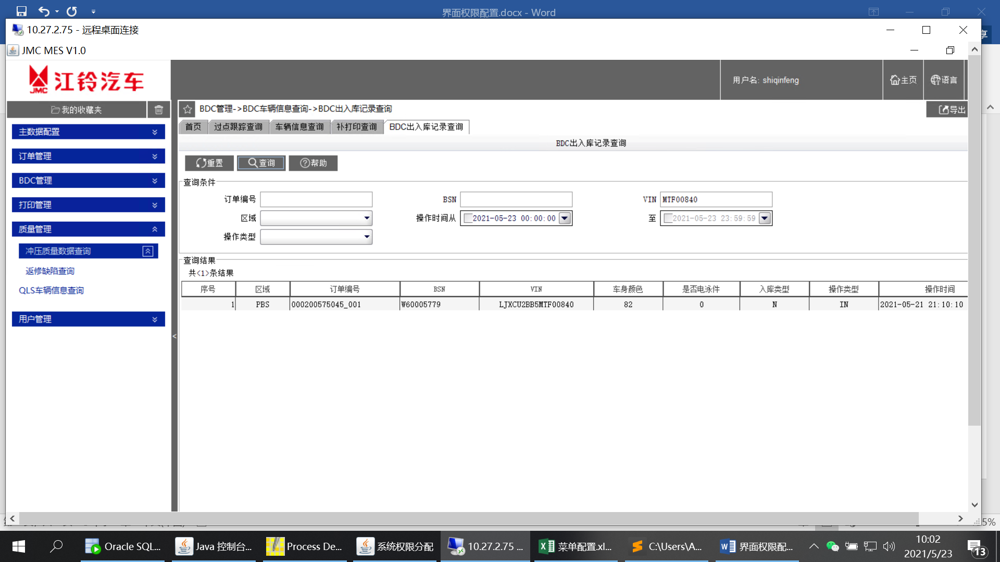 界面权限配置.docx - Word
10.27.2.75 - 远程桌面连接
享
JMC MES V1.0
JMC 江铃汽车
用户名: shiqinfeng
主页
语言
我的收藏夹
BDC管理->BDC车辆信息查询->BDC出入库记录查询
导出
首页 过点跟踪查询 车辆信息查询 补打印查询 BDC出入库记录查询
BDC出入库记录查询
重置 查询 帮助
主数据配置
订单管理
BDC管理
打印管理
质量管理
冲压质量数据查询
返修缺陷查询
QLS车辆信息查询
用户管理
<
查询条件
订单编号 BSN VIN MTF00840
区域 操作时间从 2021-05-23 00:00:00 至 2021-05-23 23:59:59
操作类型
查询结果
共<1>条结果
序号 区域 订单编号 BSN VIN 车身颜色 是否电泳件 入库类型 操作类型 操作时间
1 PBS 000200575045_001 W60005779 LJXCU2BB5MTF00840 82 0 N IN 2021-05-21 21:10:10
5%
Oracle SQL... Java 控制台... Process De... 系统权限分配 10.27.2.75 ... 菜单配置.xl... C:\Users\A... 界面权限配...
10:02
2021/5/23
13